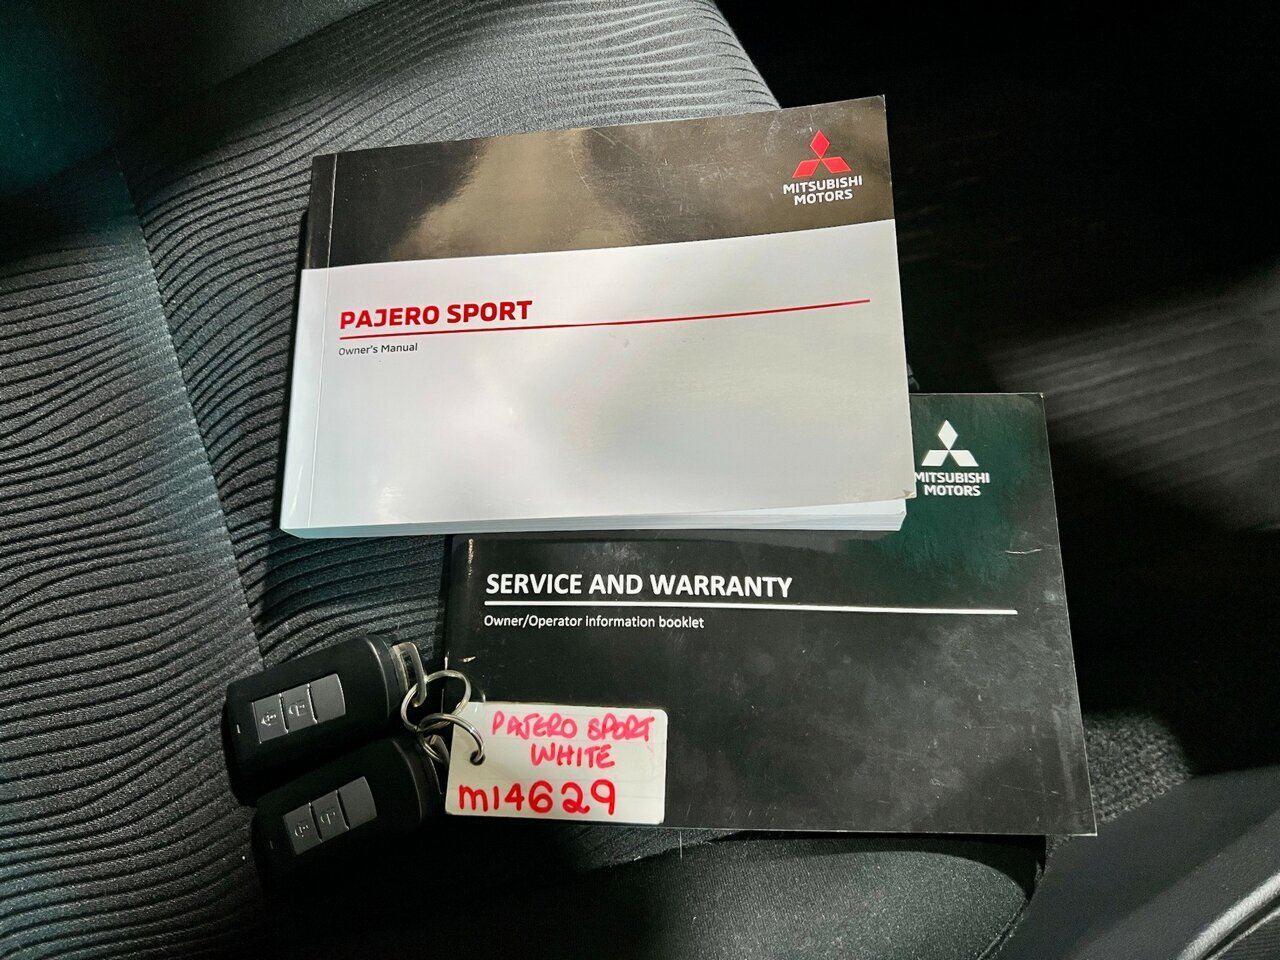 MITSUBISHI
MOTORS
PAJERO SPORT
Owner's Manual
MITSUBISHI
MOTORS
SERVICE AND WARRANTY
Owner/Operator information booklet
PAJERO SPORT
WHITE
m14629